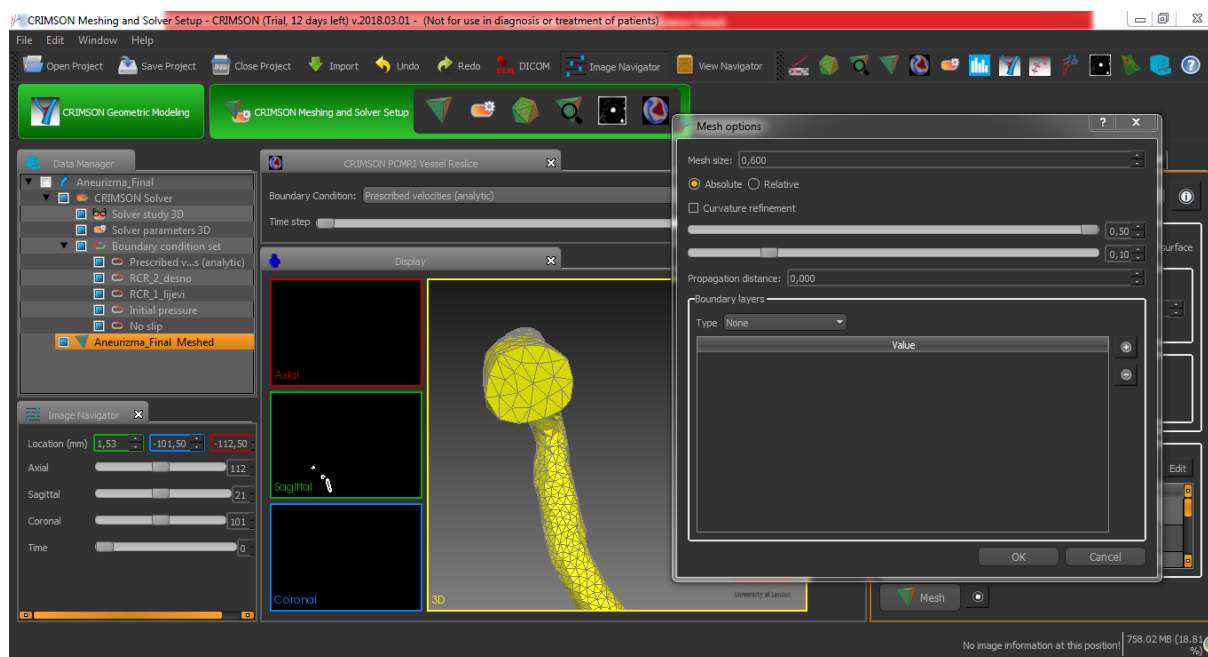 CRIMSON Meshing and Solver Setup - CRIMSON (Trial, 12 days left) v.2018.03.01 - (Not for use in diagnosis or treatment of patients)
File Edit Window Help
Open Project Save Project Close Project Import Undo Redo DCM DICOM Image Navigator View Navigator
CRIMSON Geometric Modeling CRIMSON Meshing and Solver Setup
Mesh options
Data Manager
Aneurizma_Final
CRIMSON Solver
Solver study 3D
Solver parameters 3D
Boundary condition set
Prescribed v...s (analytic)
RCR_2_desno
RCR_1_lijevi
Initial pressure
No slip
Aneurizma_Final Meshed
Image Navigator
Location (mm) 1,53 -101,50 -112,50
Axial 112
Sagittal 21
Coronal 101
Time 0
CRIMSON PCMRI Vessel Reslice
Boundary Condition: Prescribed velocities (analytic)
Time step
Display
Axial
Sagittal
Coronal
3D
University of London
Mesh size: 0,600
Absolute Relative
Curvature refinement
0,50
0,10
Propagation distance: 0,000
Boundary layers
Type None
Value
OK Cancel
surface
Edit
Mesh
No image information at this position! 758.02 MB (18.81 %)